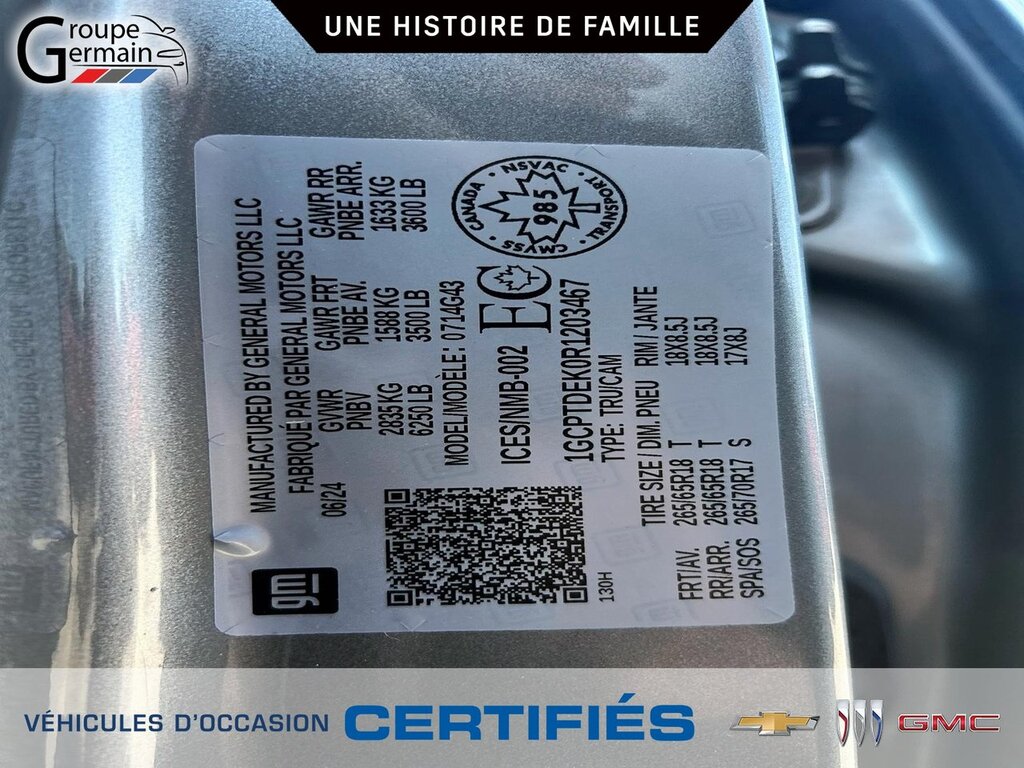 Groupe
Germain
UNE HISTOIRE DE FAMILLE
gm
MANUFACTURED BY GENERAL MOTORS LLC
FABRIQUÉ PAR GENERAL MOTORS LLC
06/24 GVWR GAWR FRT GAWR RR
PNBV PNBE AV. PNBE ARR.
2835 KG 1588 KG 1633 KG
6250 LB 3500 LB 3600 LB
MODEL/MODÈLE: 0714G43
ICES/NMB-002 EC
CANADA · NSVAC · TRANSPORT · CMVSS
985 T
1GCPTDEK0R1203467
TYPE: TRU/CAM
130H
TIRE SIZE / DIM. PNEU RIM / JANTE
FRT/AV. 265/65R18 T 18X8.5J
RR/ARR. 265/65R18 T 18X8.5J
SPA/SOS 265/70R17 S 17X8J
VÉHICULES D'OCCASION CERTIFIÉS
GMC